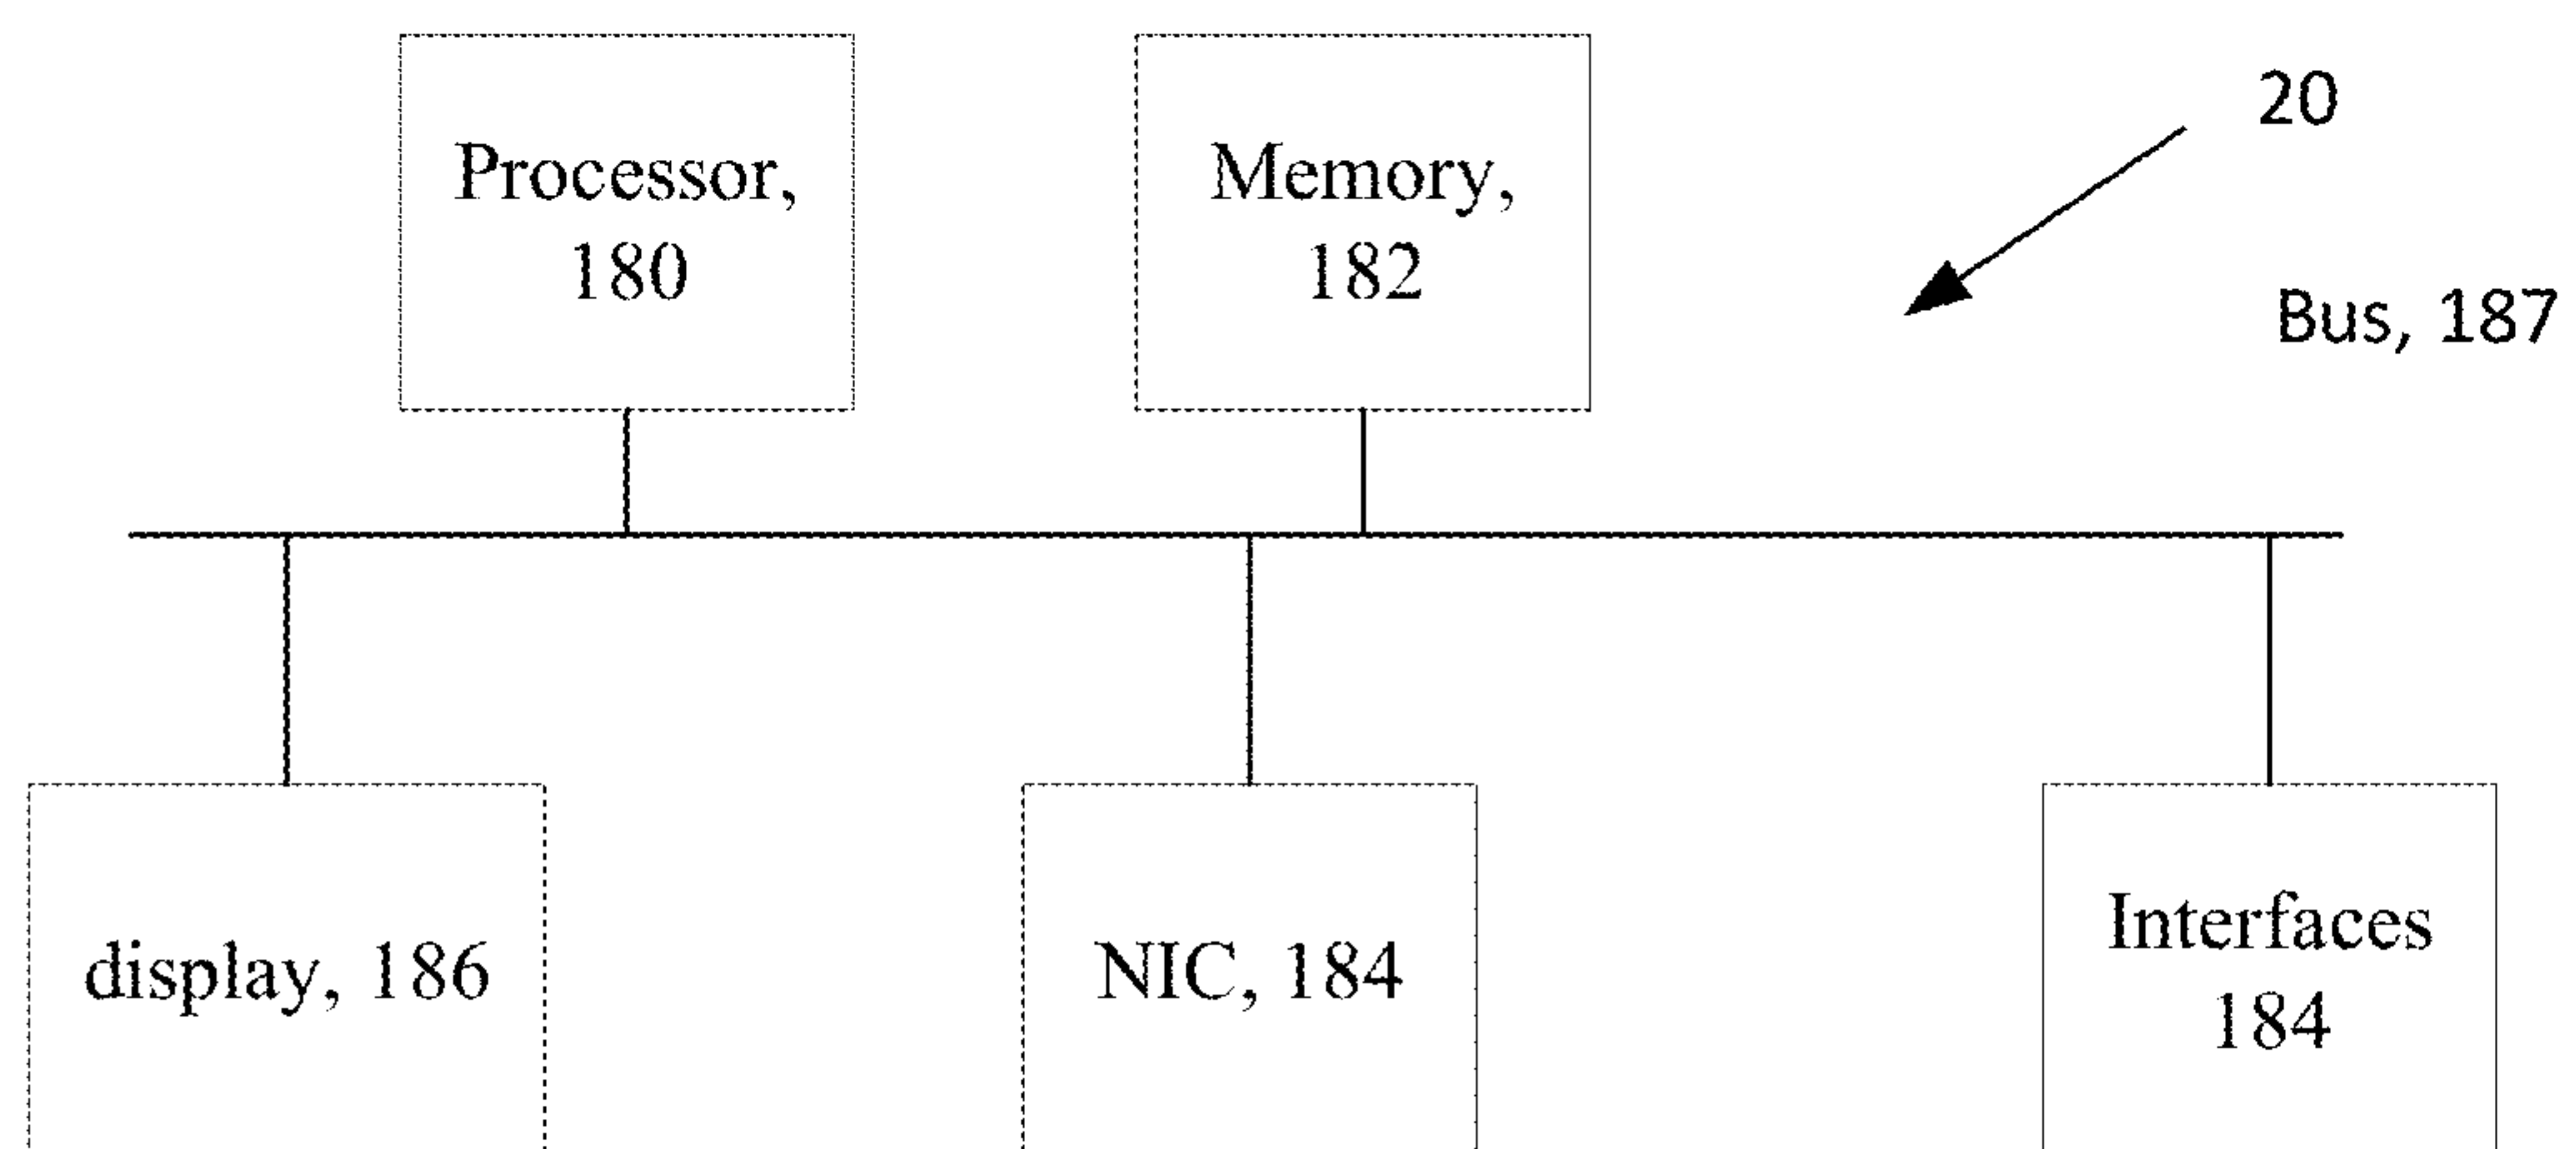 Processor,
180
Memory,
182
20
Bus, 187
display, 186
NIC, 184
Interfaces
184